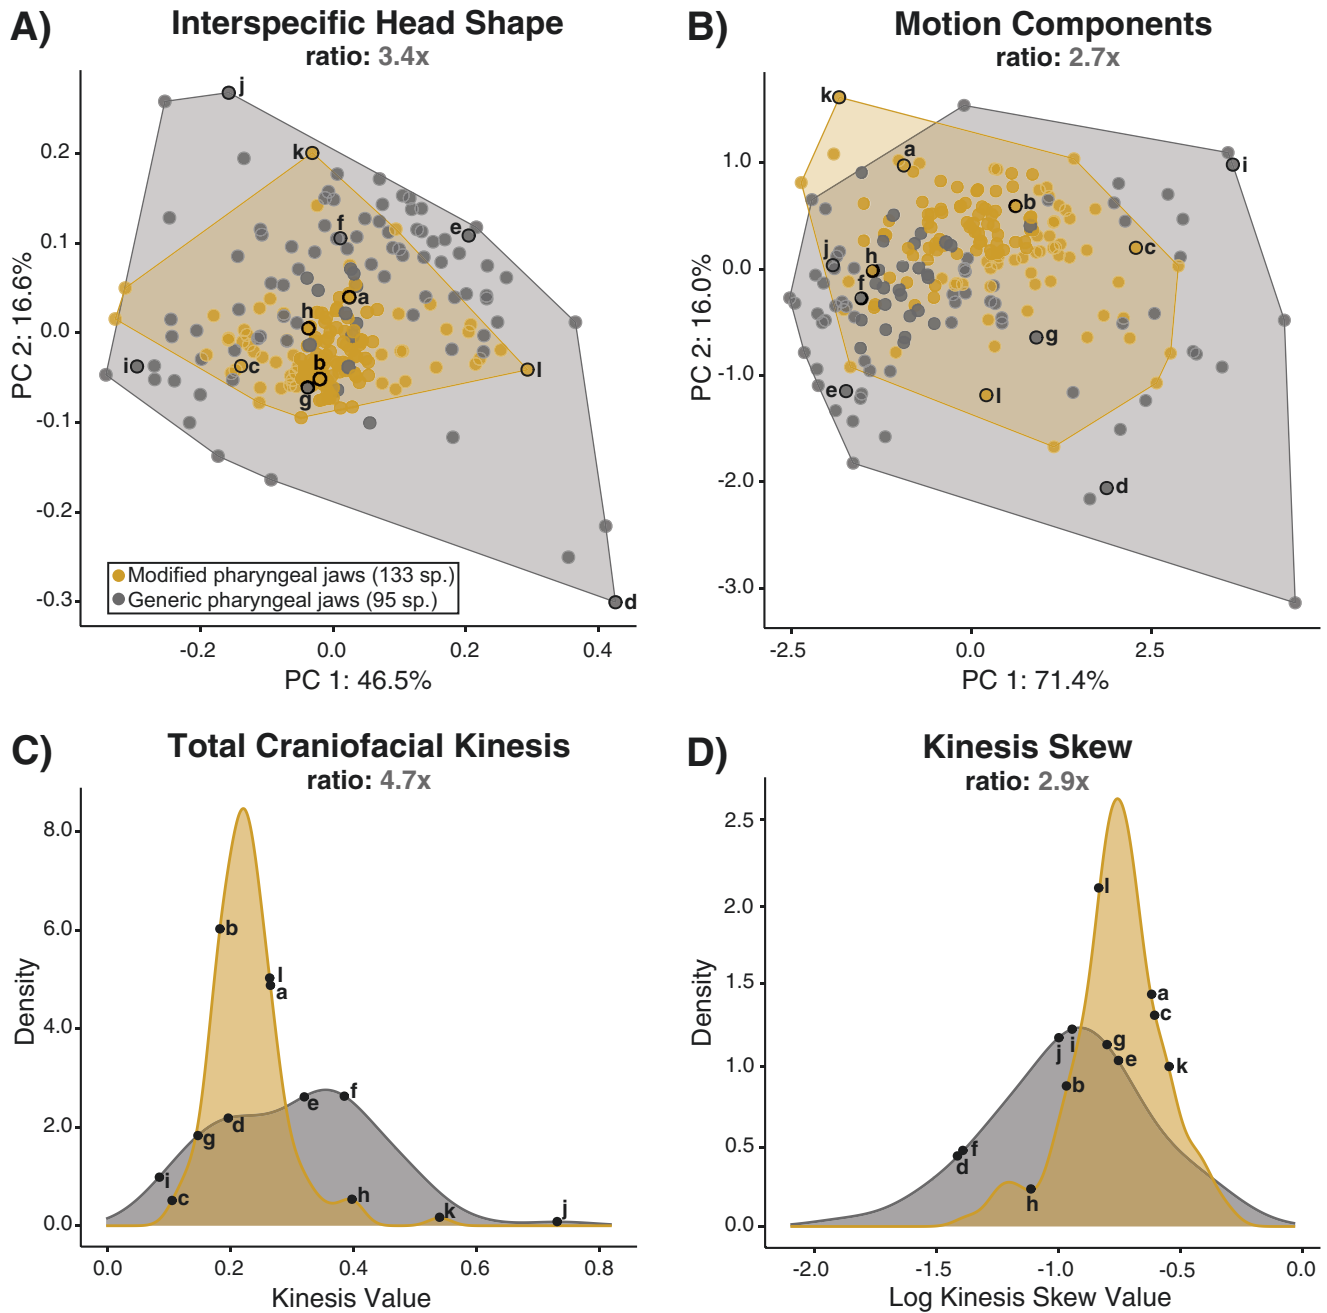 A) Interspecific Head Shape
ratio: 3.4x
PC 2: 16.6%
0.2
0.1
0.0
-0.1
-0.2
-0.3
j
k
f
e
a
h
i
c
b
g
l
d
Modified pharyngeal jaws (133 sp.)
Generic pharyngeal jaws (95 sp.)
-0.2 0.0 0.2 0.4
PC 1: 46.5%
B) Motion Components
ratio: 2.7x
PC 2: 16.0%
1.0
0.0
-1.0
-2.0
-3.0
k
a
i
b
c
j
h
f
g
e
l
d
-2.5 0.0 2.5
PC 1: 71.4%
C) Total Craniofacial Kinesis
ratio: 4.7x
Density
8.0
6.0
4.0
2.0
0.0
b
l
a
f
e
d
g
i
c
h
k
j
0.0 0.2 0.4 0.6 0.8
Kinesis Value
D) Kinesis Skew
ratio: 2.9x
Density
2.5
2.0
1.5
1.0
0.5
0.0
l
a
c
j
i
g
e
k
b
f
d
h
-2.0 -1.5 -1.0 -0.5 0.0
Log Kinesis Skew Value